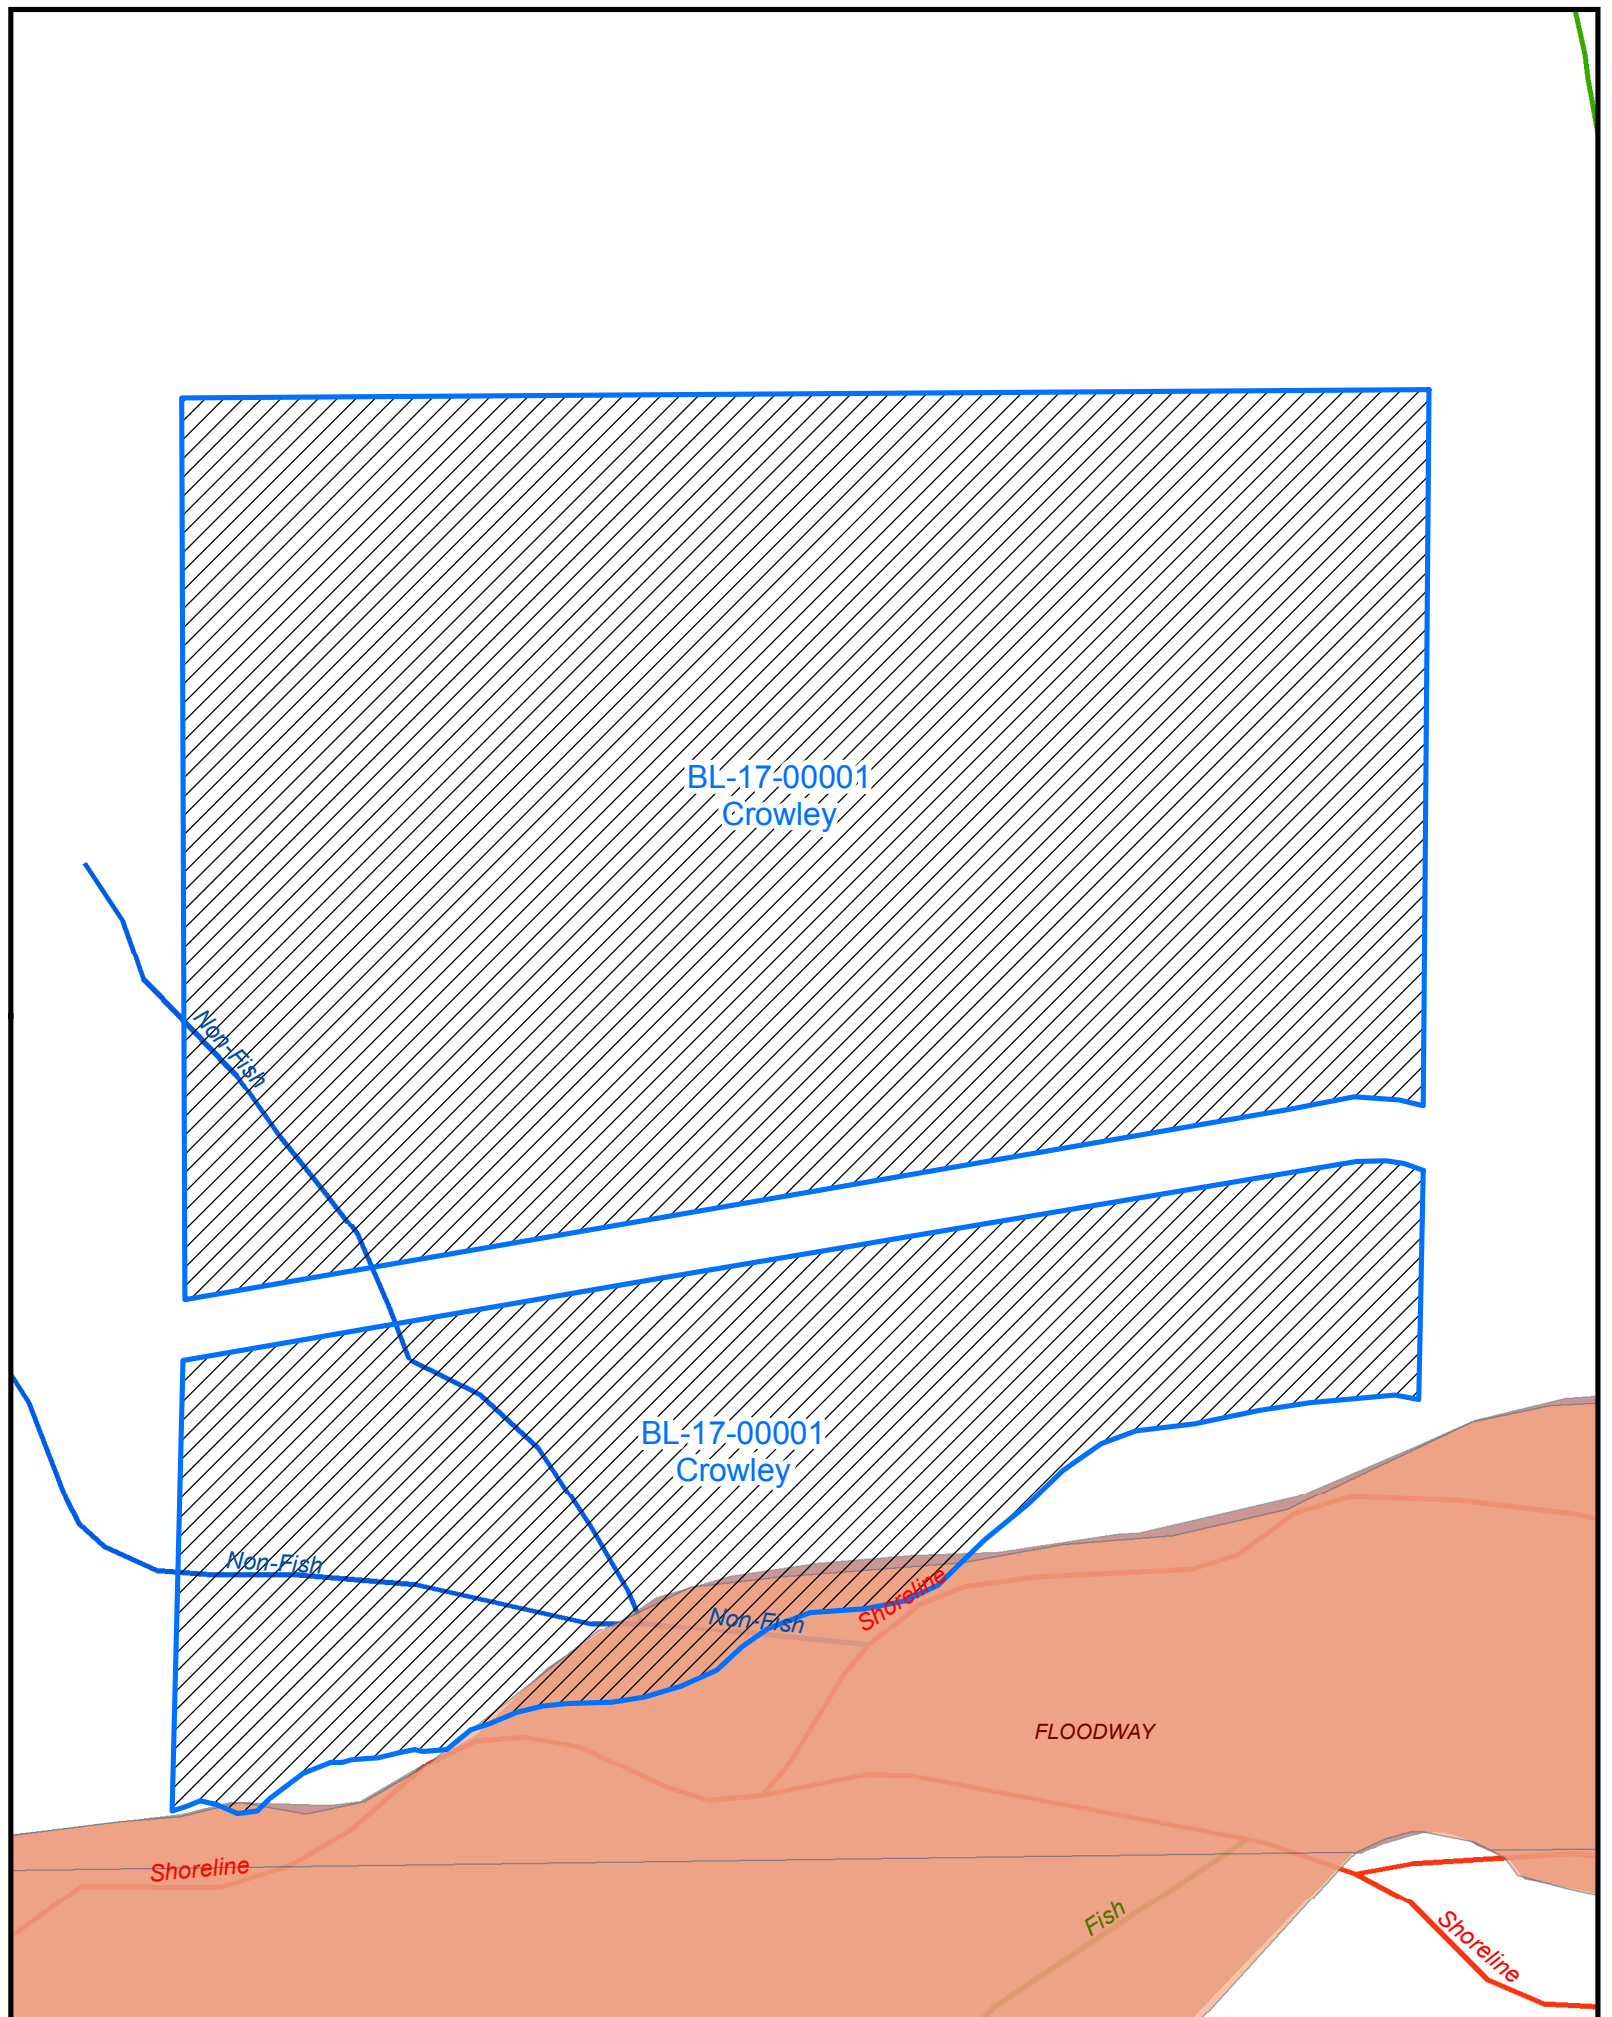 BL-17-00001
Crowley
Non-Fish
BL-17-00001
Crowley
Non-Fish
Shoreline
Non-Fish
FLOODWAY
Shoreline
Fish
Shoreline